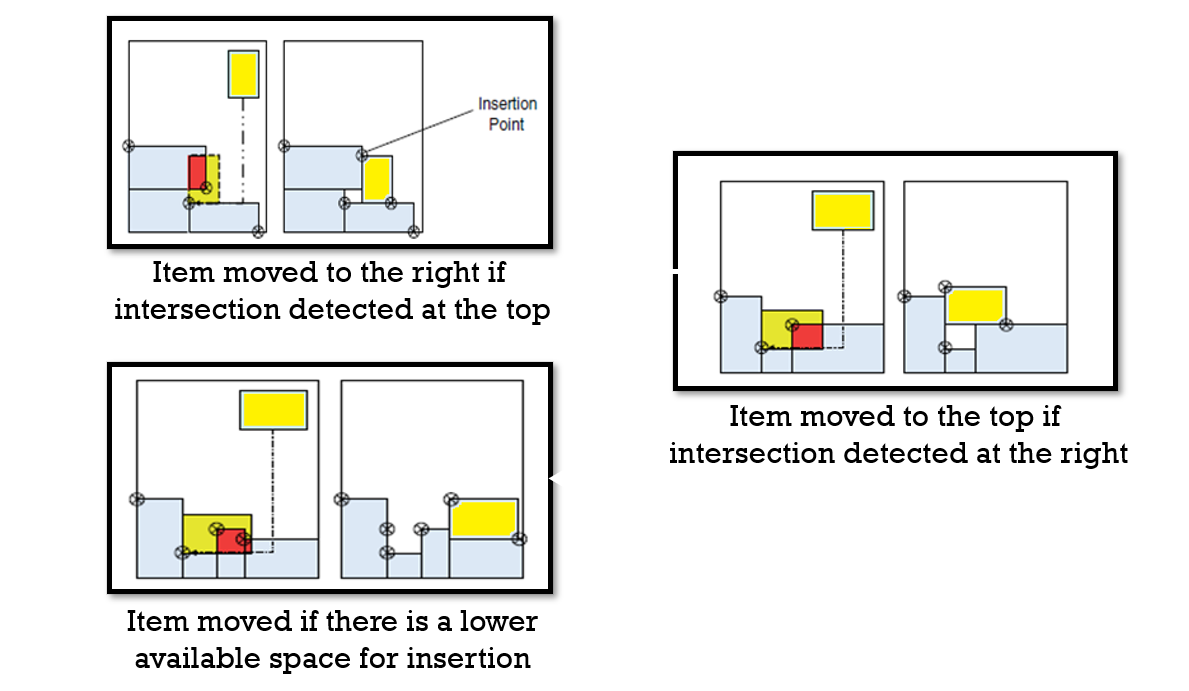 Insertion
Point
Item moved to the right if
intersection detected at the top
Item moved to the top if
intersection detected at the right
Item moved if there is a lower
available space for insertion